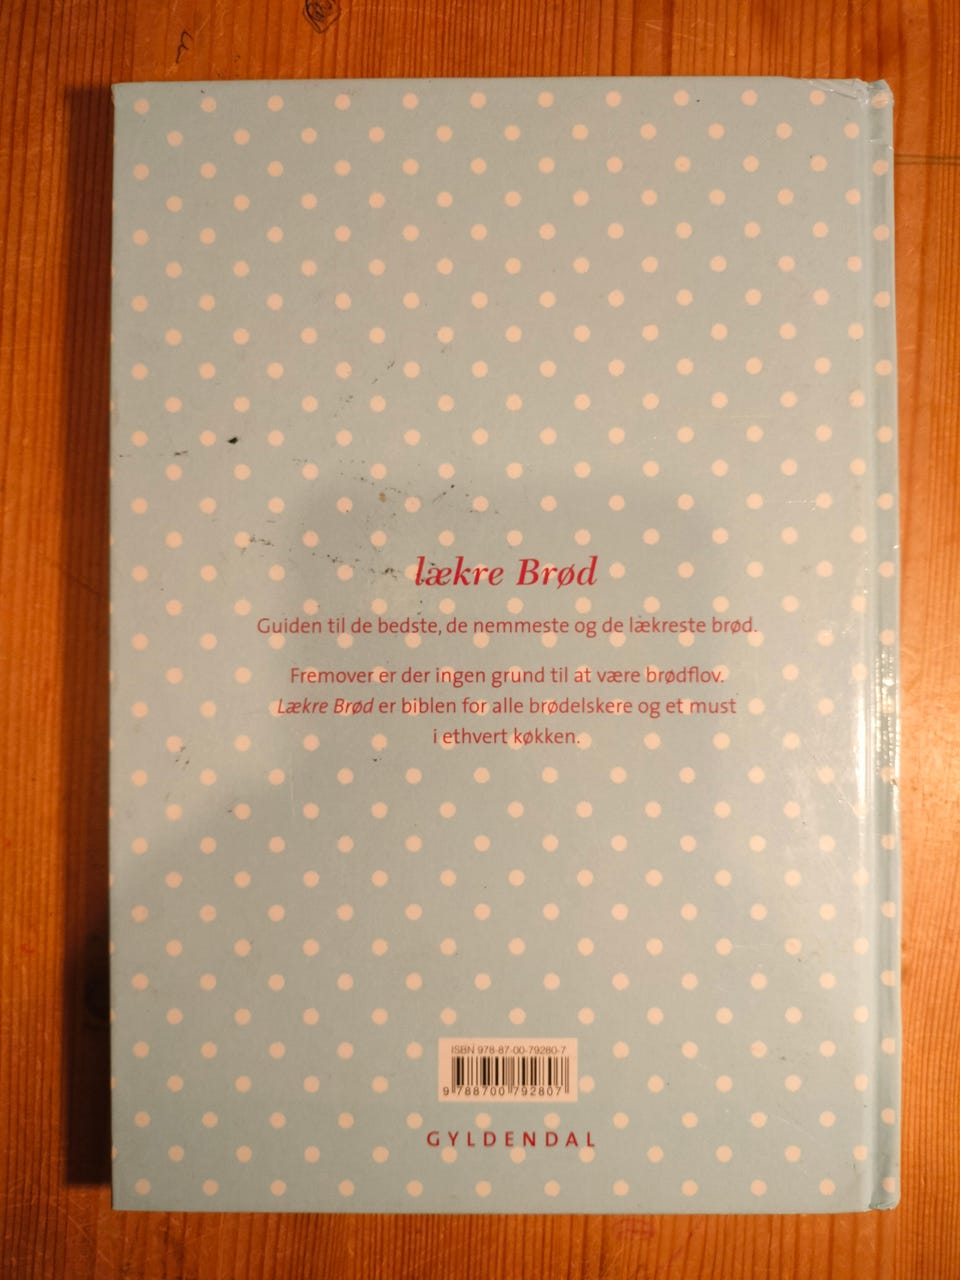 lækre Brød
Guiden til de bedste, de nemmeste og de lækreste brød.
Fremover er der ingen grund til at være brødflov.
Lækre Brød er biblen for alle brødelskere og et must
i ethvert køkken.
ISBN 978-87-00-79280-7
9 788700 792807
GYLDENDAL